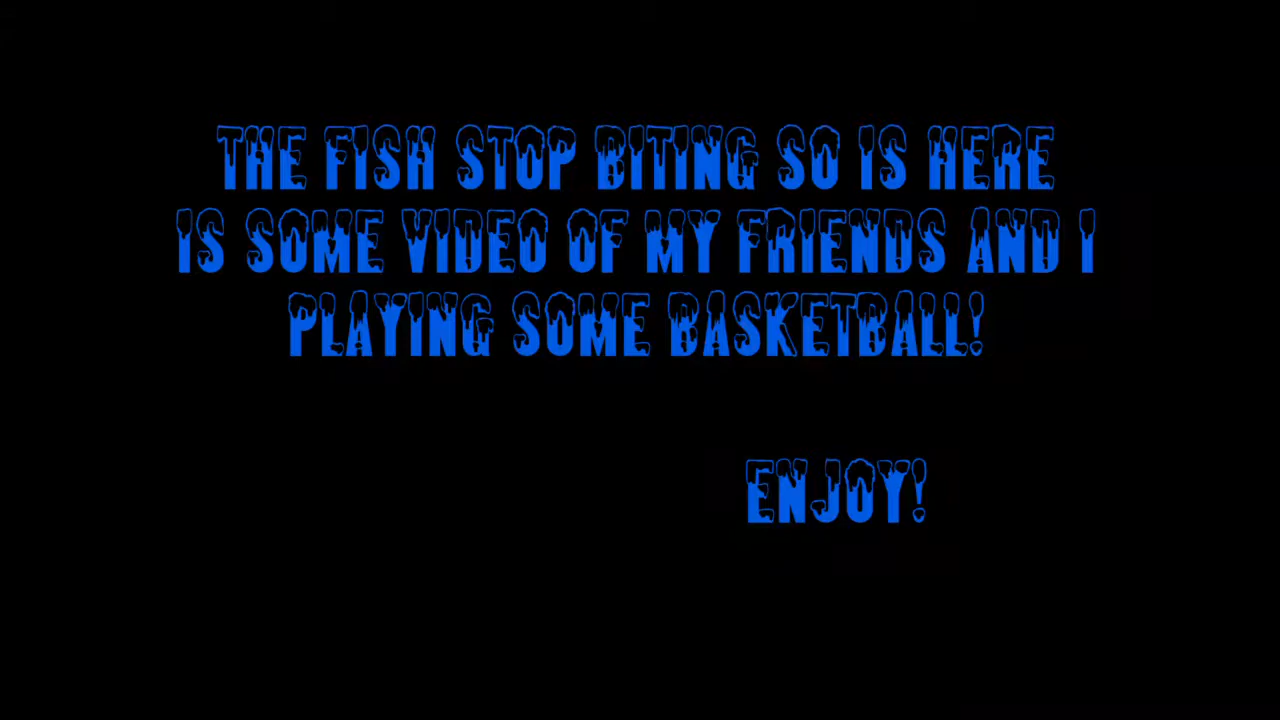 THE FISH STOP BITING SO IS HERE
IS SOME VIDEO OF MY FRIENDS AND I
PLAYING SOME BASKETBALL!
ENJOY!